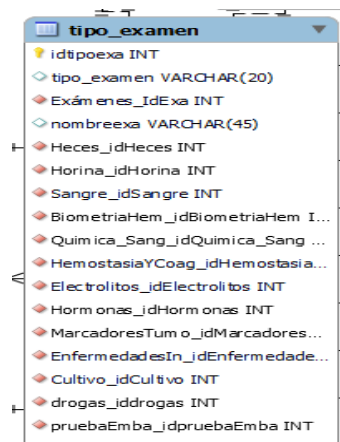 tipo_examen
idtipoexa INT
tipo_examen VARCHAR(20)
Exámenes_IdExa INT
nombreexa VARCHAR(45)
Heces_idHeces INT
Horina_idHorina INT
Sangre_idSangre INT
BiometriaHem_idBiometriaHem I...
Quimica_Sang_idQuimica_Sang ...
HemostasiaYCoag_idHemostasia...
Electrolitos_idElectrolitos INT
Hormonas_idHormonas INT
MarcadoresTumo_idMarcadores...
EnfermedadesIn_idEnfermedade...
Cultivo_idCultivo INT
drogas_iddrogas INT
pruebaEmba_idpruebaEmba INT